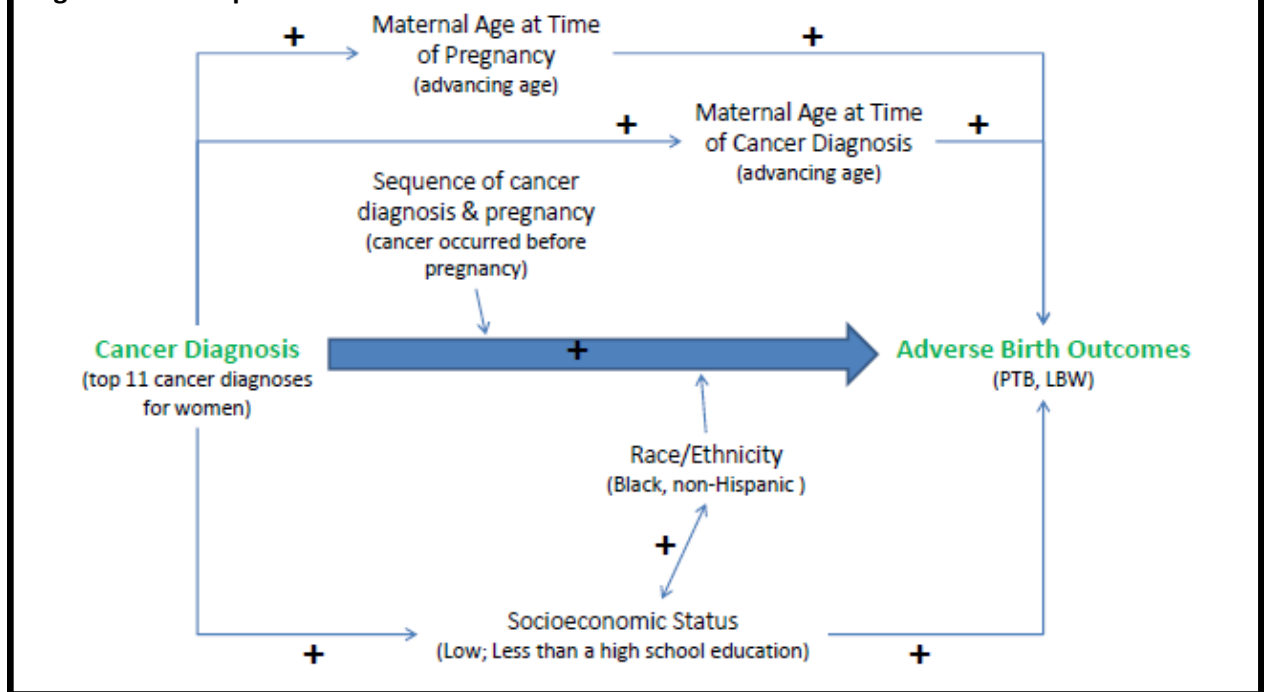 +
Maternal Age at Time
of Pregnancy
(advancing age)
+
+
Maternal Age at Time
of Cancer Diagnosis
(advancing age)
+
Sequence of cancer
diagnosis & pregnancy
(cancer occurred before
pregnancy)
Cancer Diagnosis
(top 11 cancer diagnoses
for women)
+
Adverse Birth Outcomes
(PTB, LBW)
Race/Ethnicity
(Black, non-Hispanic )
+
Socioeconomic Status
(Low; Less than a high school education)
+
+